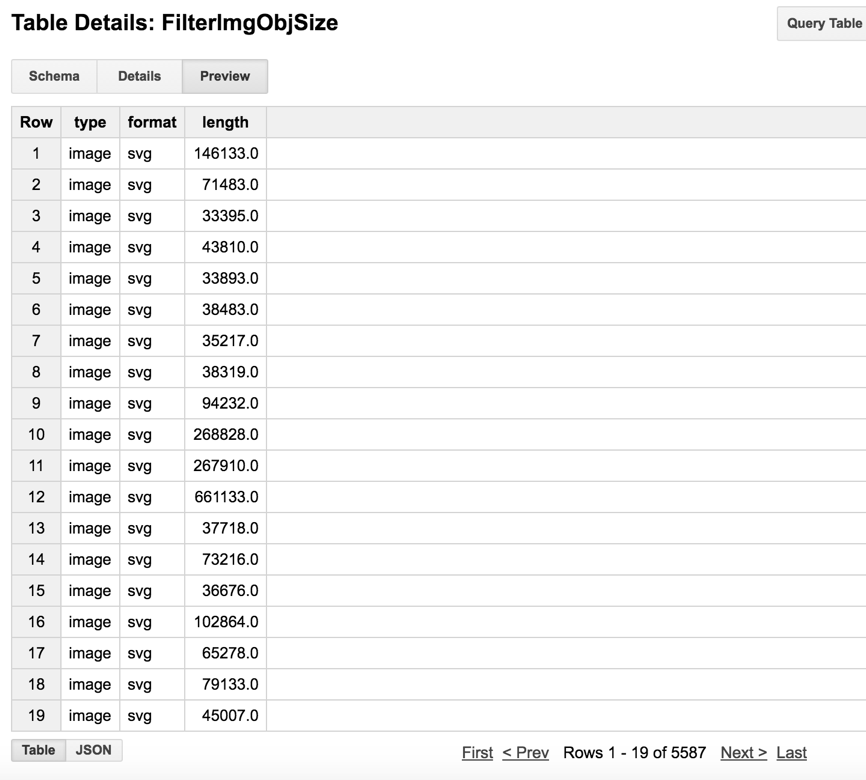 Table Details: FilterImgObjSize
Query Table
Schema Details Preview
Row type format length
1 image svg 146133.0
2 image svg 71483.0
3 image svg 33395.0
4 image svg 43810.0
5 image svg 33893.0
6 image svg 38483.0
7 image svg 35217.0
8 image svg 38319.0
9 image svg 94232.0
10 image svg 268828.0
11 image svg 267910.0
12 image svg 661133.0
13 image svg 37718.0
14 image svg 73216.0
15 image svg 36676.0
16 image svg 102864.0
17 image svg 65278.0
18 image svg 79133.0
19 image svg 45007.0
Table JSON First < Prev Rows 1 - 19 of 5587 Next > Last